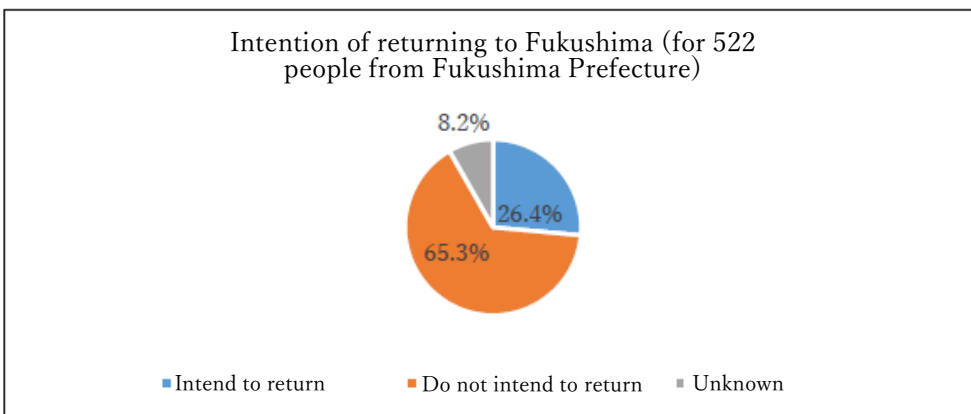 Intention of returning to Fukushima (for 522
people from Fukushima Prefecture)
8.2%
26.4%
65.3%
Intend to return
Do not intend to return
Unknown